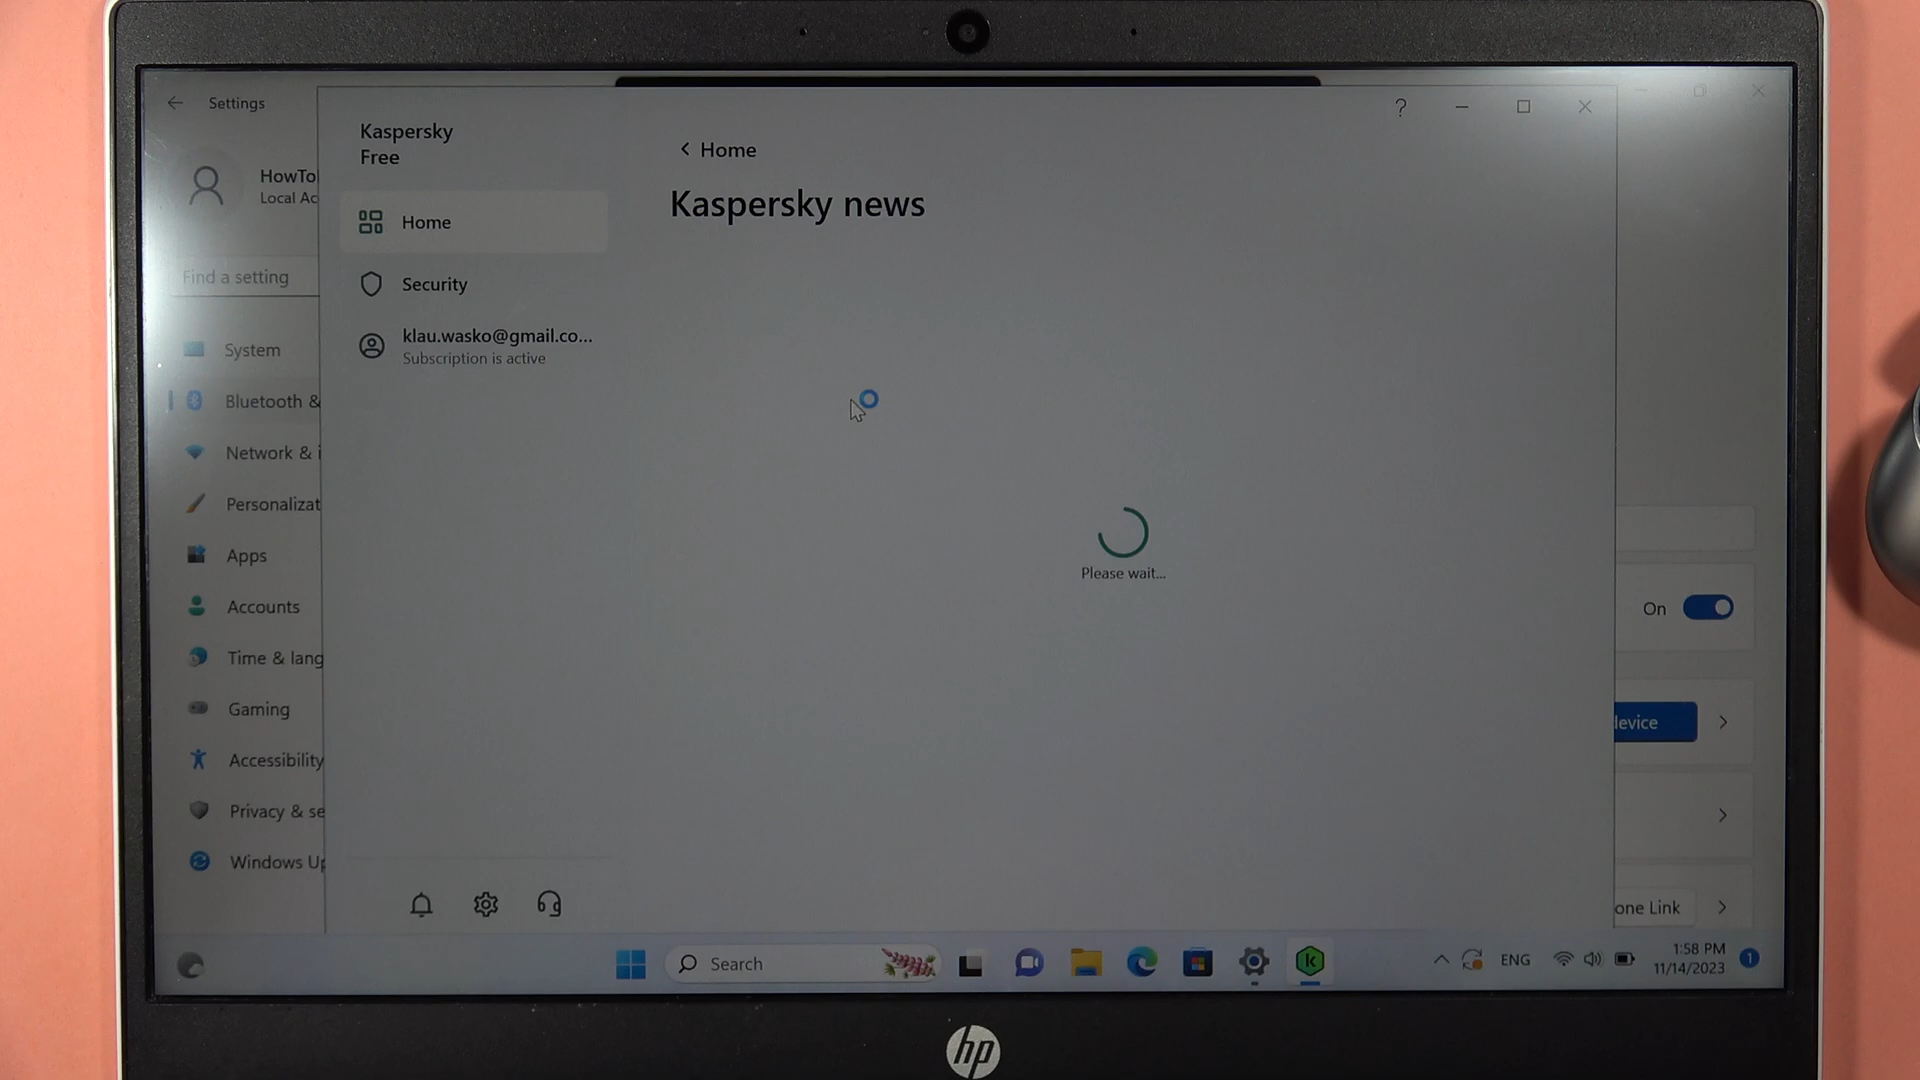 Settings
HowTo
Local Ac
Find a setting
System
Bluetooth &
Network & i
Personalizat
Apps
Accounts
Time & lang
Gaming
Accessibility
Privacy & se
Windows Up
Kaspersky
Free
Home
Security
klau.wasko@gmail.co...
Subscription is active
?
Home
Kaspersky news
Please wait...
On
device
one Link
Search
ENG
1:58 PM
11/14/2023
1
hp